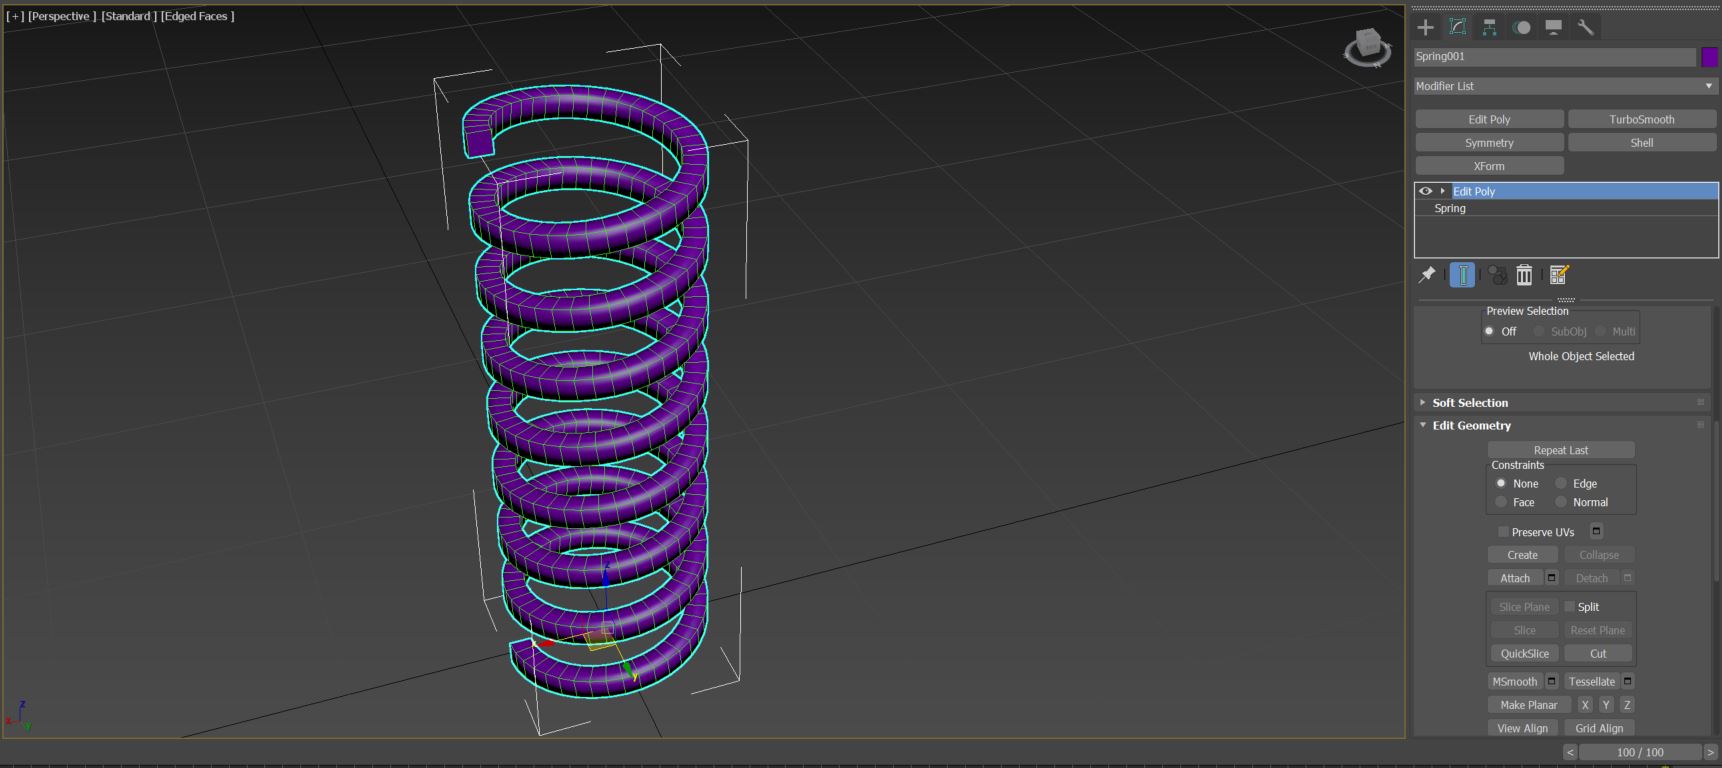 [ + ] [Perspective ] [Standard ] [Edged Faces ]
Spring001
Modifier List
Edit Poly TurboSmooth
Symmetry Shell
XForm
Edit Poly
Spring
Preview Selection
Off SubObj Multi
Whole Object Selected
Soft Selection
Edit Geometry
Repeat Last
Constraints
None Edge
Face Normal
Preserve UVs
Create Collapse
Attach Detach
Slice Plane Split
Slice Reset Plane
QuickSlice Cut
MSmooth Tessellate
Make Planar X Y Z
View Align Grid Align
< 100 / 100 >
z
x
y
z
x
y